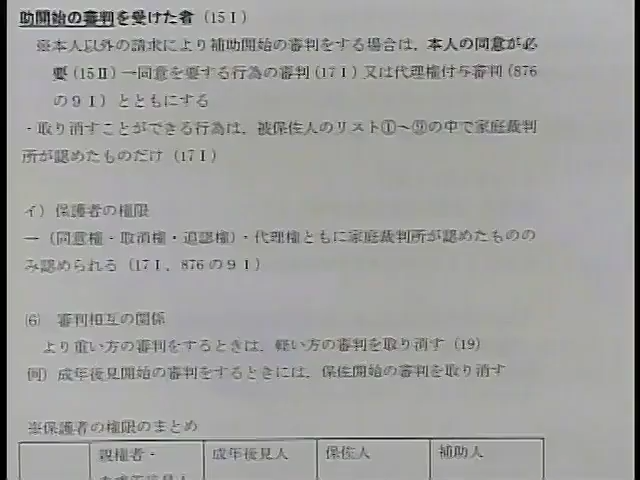 助開始の審判を受けた者（15Ⅰ）
※本人以外の請求により補助開始の審判をする場合は、本人の同意が必
要（15Ⅱ）→同意を要する行為の審判（17Ⅰ）又は代理権付与審判（876
の９Ⅰ）とともにする
・取り消すことができる行為は、被保佐人のリスト①～⑨の中で家庭裁判
所が認めたものだけ（17Ⅰ）
イ）保護者の権限
→（同意権・取消権・追認権）・代理権ともに家庭裁判所が認めたものの
み認められる（17Ⅰ、876の９Ⅰ）
(6) 審判相互の関係
より重い方の審判をするときは、軽い方の審判を取り消す（19）
例）成年後見開始の審判をするときには、保佐開始の審判を取り消す
※保護者の権限のまとめ
親権者・ 成年後見人 保佐人 補助人